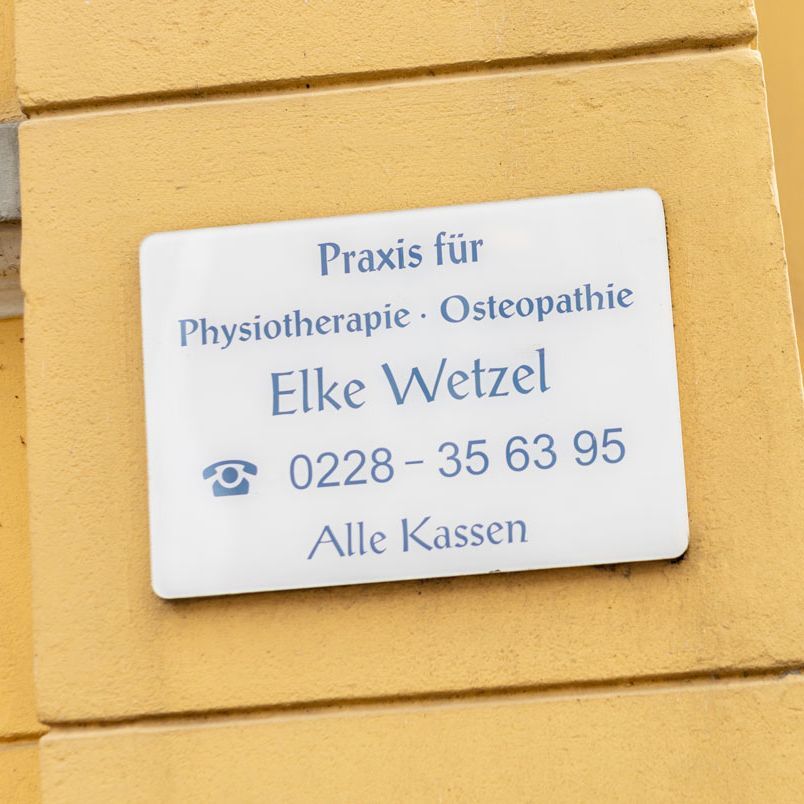 Praxis für
Physiotherapie · Osteopathie
Elke Wetzel
☎ 0228 – 35 63 95
Alle Kassen